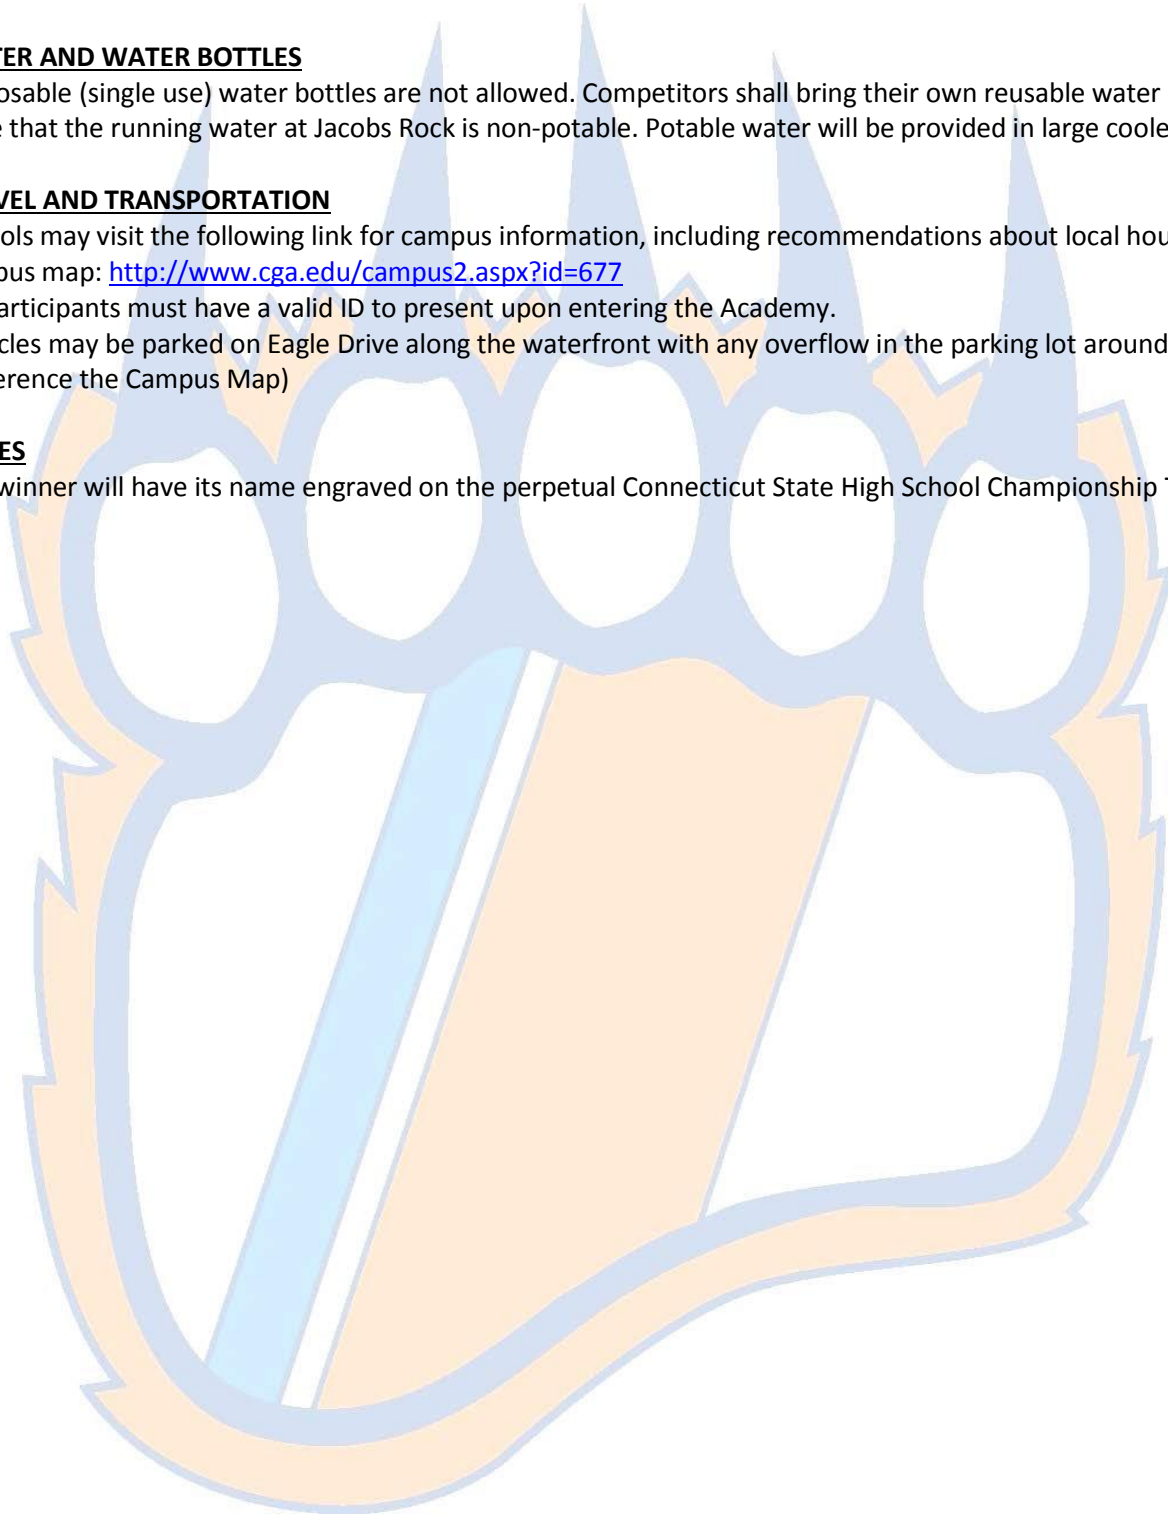 TER AND WATER BOTTLES
osable (single use) water bottles are not allowed. Competitors shall bring their own reusable water
e that the running water at Jacobs Rock is non-potable. Potable water will be provided in large coole
VEL AND TRANSPORTATION
ols may visit the following link for campus information, including recommendations about local hou
pus map: http://www.cga.edu/campus2.aspx?id=677
articipants must have a valid ID to present upon entering the Academy.
cles may be parked on Eagle Drive along the waterfront with any overflow in the parking lot around
erence the Campus Map)
ES
winner will have its name engraved on the perpetual Connecticut State High School Championship T